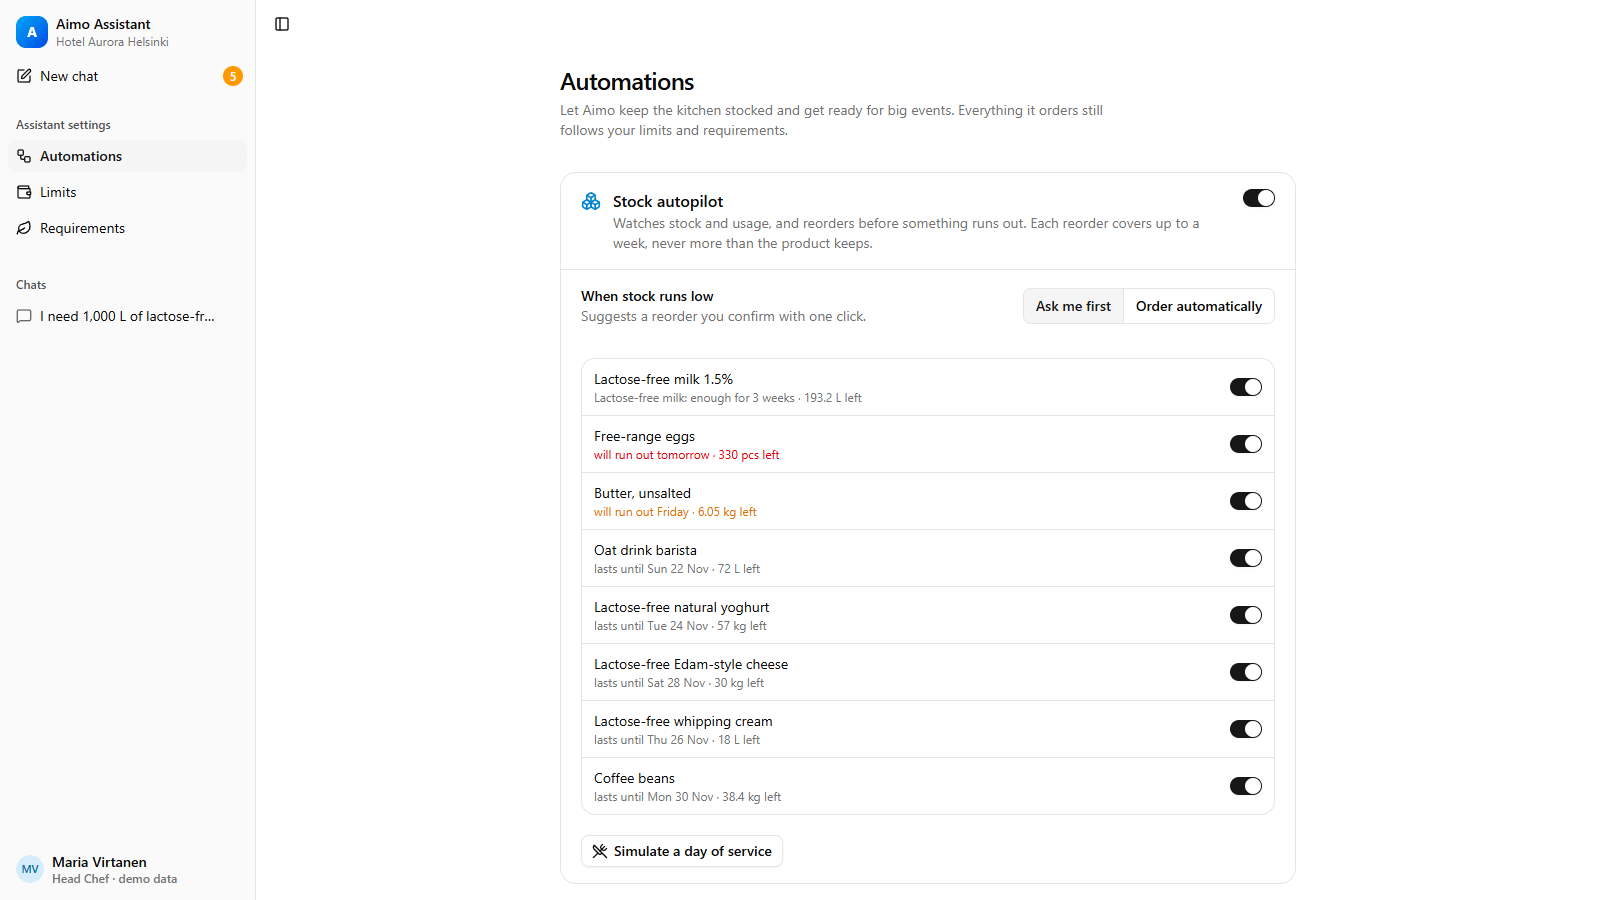 A
Aimo Assistant
Hotel Aurora Helsinki
New chat
5
Assistant settings
Automations
Limits
Requirements
Chats
I need 1,000 L of lactose-fr...
MV
Maria Virtanen
Head Chef · demo data
Automations
Let Aimo keep the kitchen stocked and get ready for big events. Everything it orders still
follows your limits and requirements.
Stock autopilot
Watches stock and usage, and reorders before something runs out. Each reorder covers up to a
week, never more than the product keeps.
When stock runs low
Suggests a reorder you confirm with one click.
Ask me first
Order automatically
Lactose-free milk 1.5%
Lactose-free milk: enough for 3 weeks · 193.2 L left
Free-range eggs
will run out tomorrow · 330 pcs left
Butter, unsalted
will run out Friday · 6.05 kg left
Oat drink barista
lasts until Sun 22 Nov · 72 L left
Lactose-free natural yoghurt
lasts until Tue 24 Nov · 57 kg left
Lactose-free Edam-style cheese
lasts until Sat 28 Nov · 30 kg left
Lactose-free whipping cream
lasts until Thu 26 Nov · 18 L left
Coffee beans
lasts until Mon 30 Nov · 38.4 kg left
Simulate a day of service